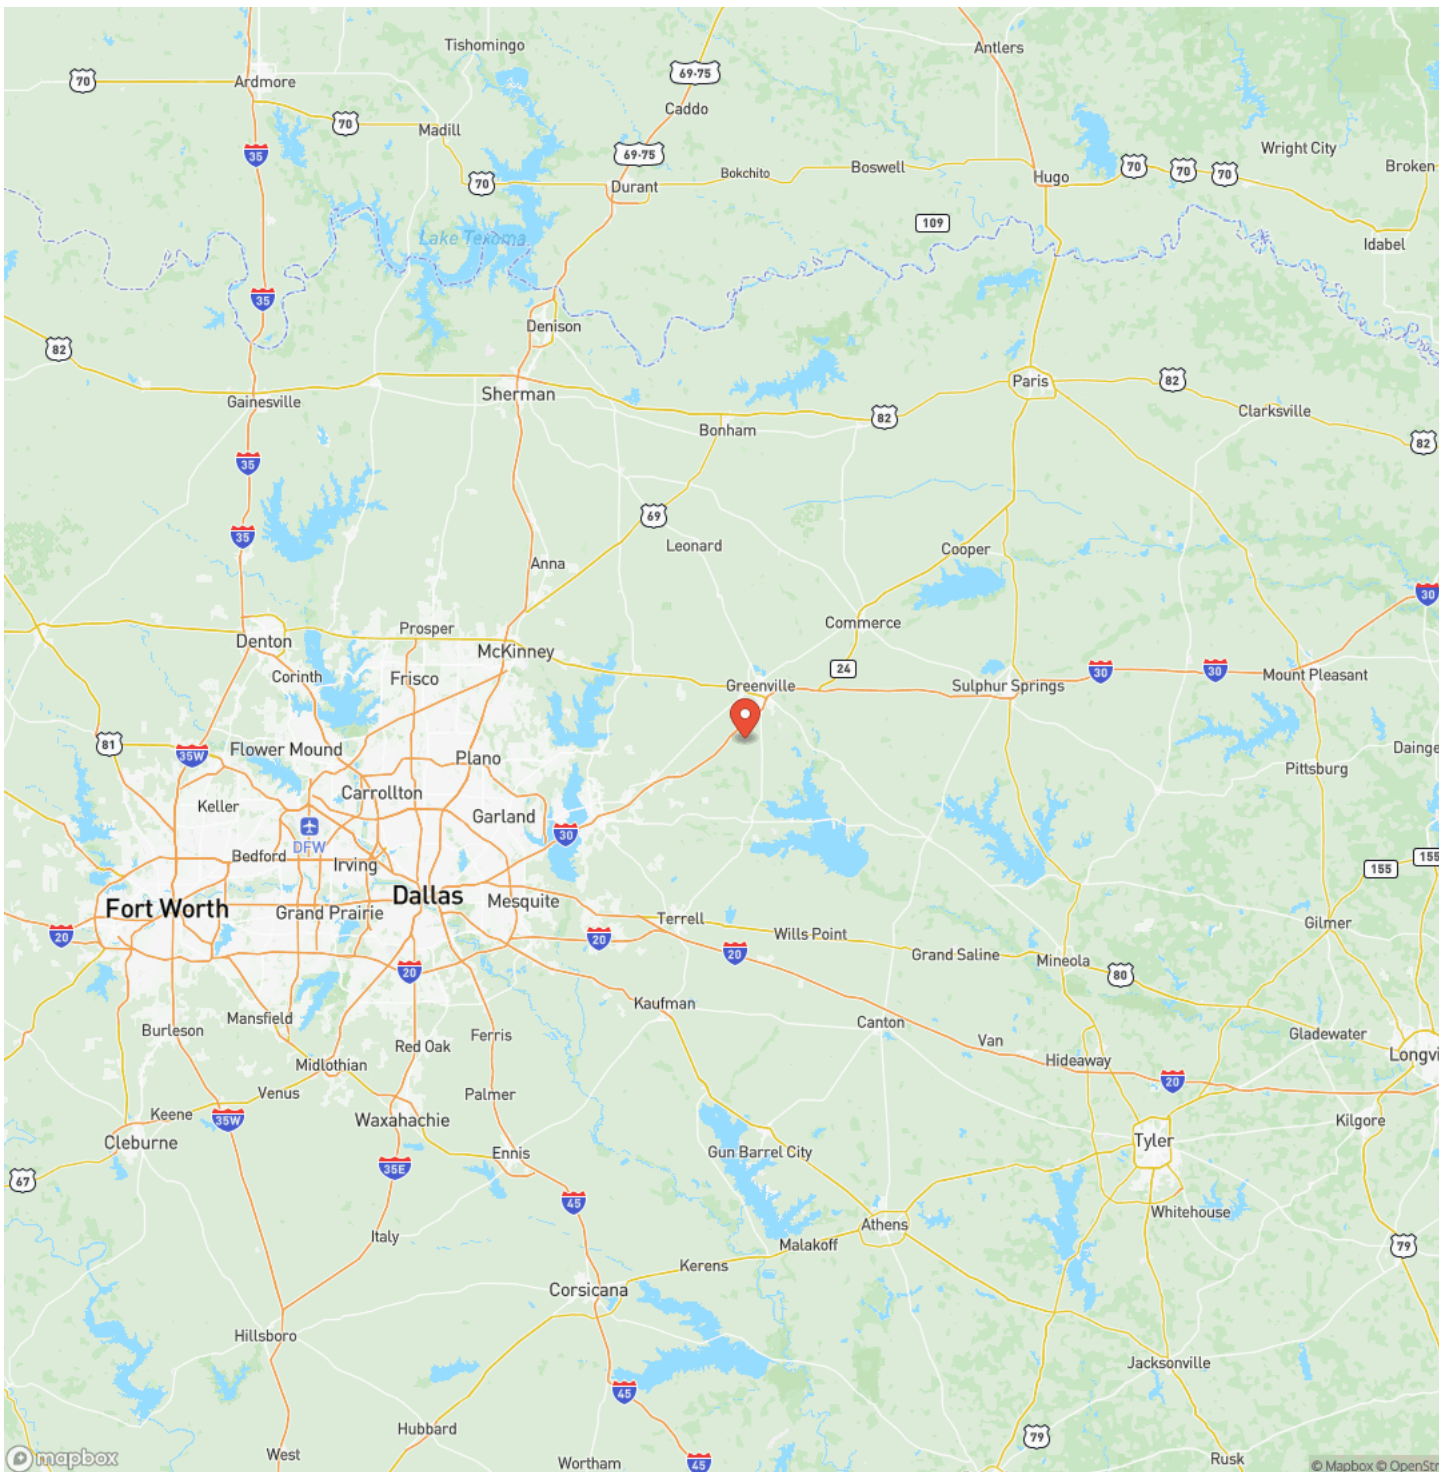 Tishomingo
Antlers
70
Ardmore
69-75
Caddo
70
Madill
35
69-75
Wright City
Bokchito
Boswell
Hugo
70
70
70
Broken
70
Durant
109
Lake Texoma
Idabel
35
Denison
82
Sherman
Paris
82
Gainesville
82
Clarksville
Bonham
82
35
69
35
Leonard
Anna
Cooper
30
Denton
Prosper
Commerce
McKinney
24
Corinth
Frisco
Greenville
Sulphur Springs
30
30
Mount Pleasant
81
35W
Flower Mound
Plano
Dainge
Pittsburg
Carrollton
Keller
Garland
DFW
30
Bedford
Irving
155
155
Dallas
Fort Worth
Grand Prairie
Mesquite
Terrell
Gilmer
20
20
Wills Point
20
Grand Saline
Mineola
20
80
Kaufman
Mansfield
Burleson
Canton
Ferris
Red Oak
Van
Gladewater
Midlothian
Hideaway
Longvi
20
Venus
Palmer
Keene
35W
Waxahachie
Kilgore
Cleburne
Tyler
Ennis
Gun Barrel City
35E
67
45
Whitehouse
Athens
Italy
Malakoff
79
Kerens
Corsicana
Hillsboro
Jacksonville
45
Hubbard
79
West
Rusk
Wortham
45
mapbox
© Mapbox © OpenStr